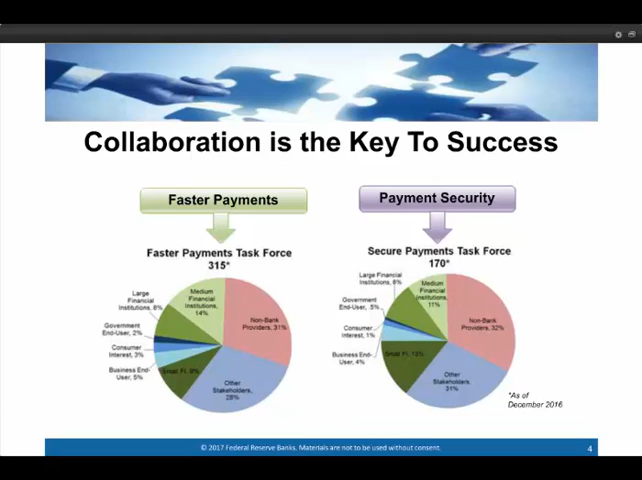 Collaboration is the Key To Success
Faster Payments
Payment Security
Faster Payments Task Force
315*
Medium
Financial
Institutions,
14%
Large
Financial
Institutions, 8%
Government
End-User, 2%
Consumer
Interest, 3%
Business End-
User, 5%
Small FI, 9%
Non-Bank
Providers, 31%
Other
Stakeholders,
28%
Secure Payments Task Force
170*
Large Financial
Institutions, 8%
Medium
Financial
Institutions,
11%
Government
End-User, .5%
Consumer
Interest, 1%
Business End-
User, 4%
Small FI, 13%
Non-Bank
Providers, 32%
Other
Stakeholders,
31%
*As of
December 2016
© 2017 Federal Reserve Banks. Materials are not to be used without consent.
4